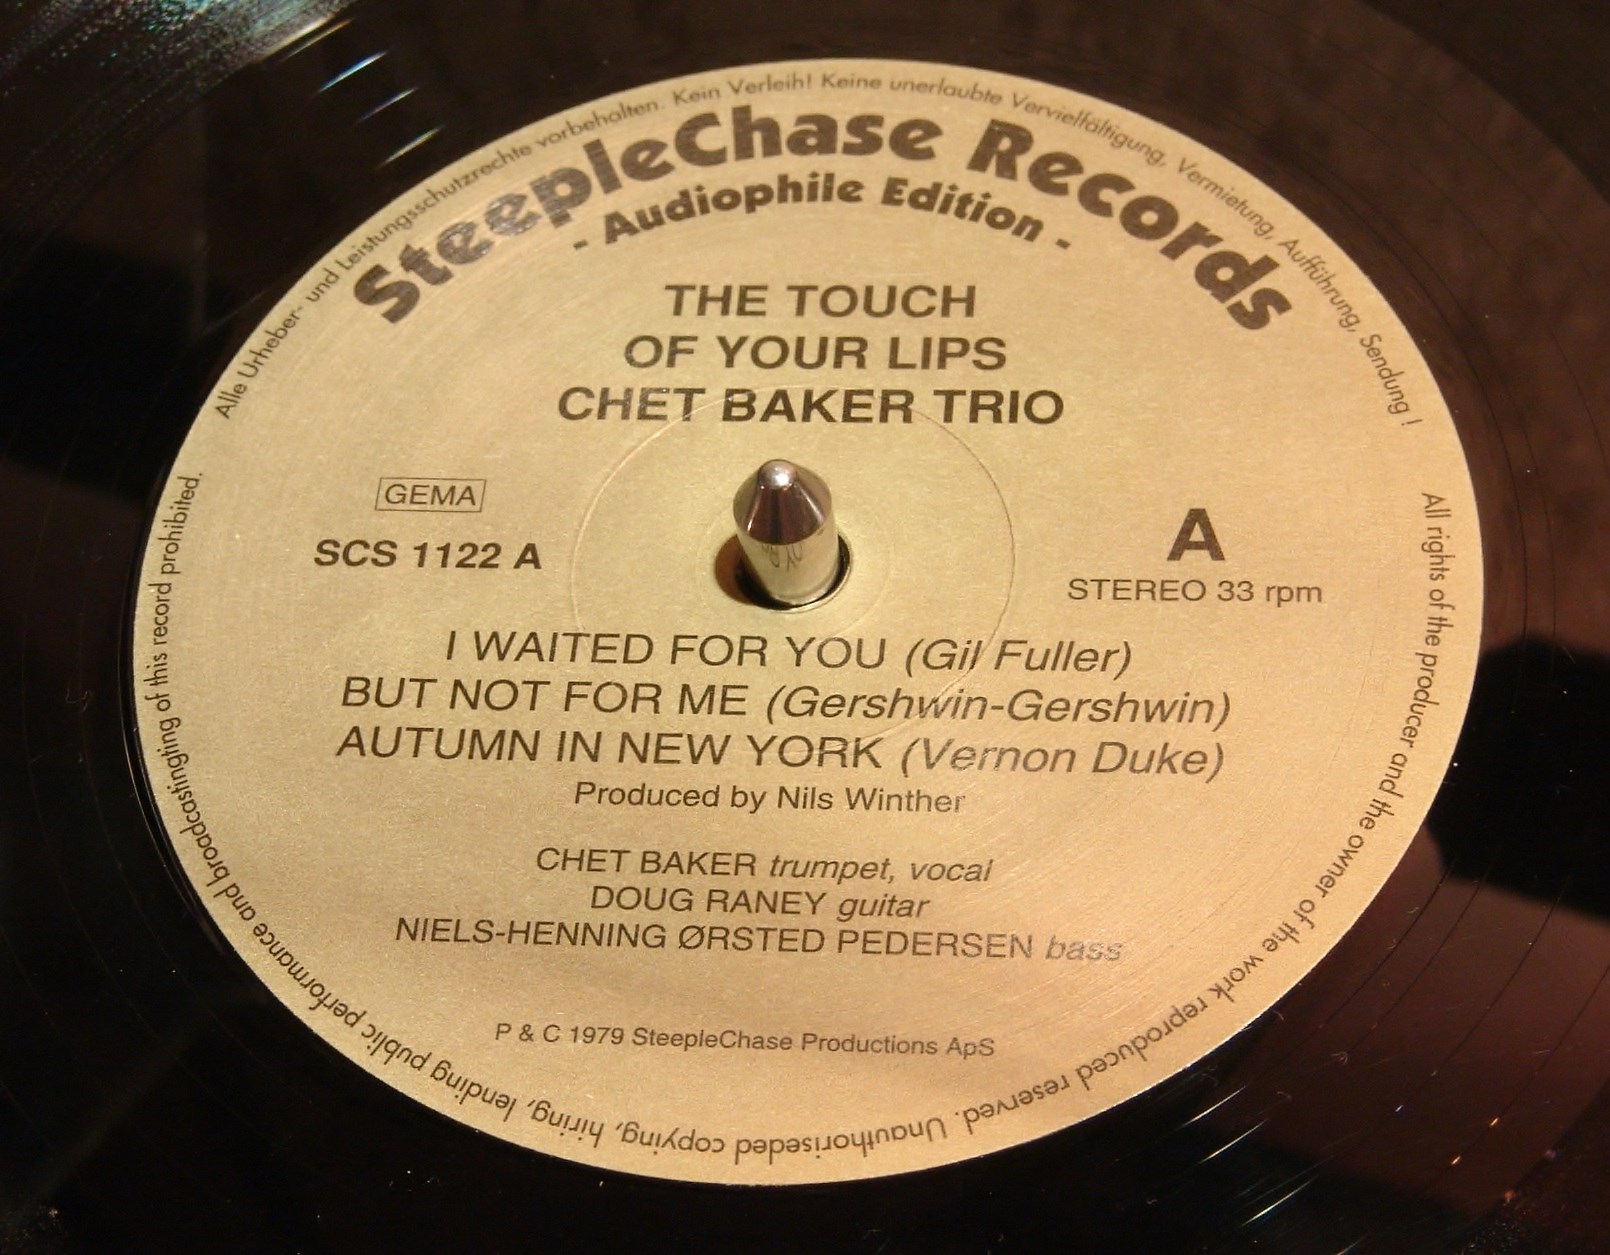 Alle Urheber- und Leistungsschutzrechte vorbehalten. Kein Verleih! Keine unerlaubte Vervielfältigung, Vermietung, Aufführung, Sendung !
SteepleChase Records
- Audiophile Edition -
THE TOUCH
OF YOUR LIPS
CHET BAKER TRIO
GEMA
SCS 1122 A
A
STEREO 33 rpm
I WAITED FOR YOU (Gil Fuller)
BUT NOT FOR ME (Gershwin-Gershwin)
AUTUMN IN NEW YORK (Vernon Duke)
Produced by Nils Winther
CHET BAKER trumpet, vocal
DOUG RANEY guitar
NIELS-HENNING ØRSTED PEDERSEN bass
P & C 1979 SteepleChase Productions ApS
All rights of the producer and the owner of the work reproduced reserved. Unauthoriseded copying, hiring, lending public performance and broadcastinging of this record prohibited.